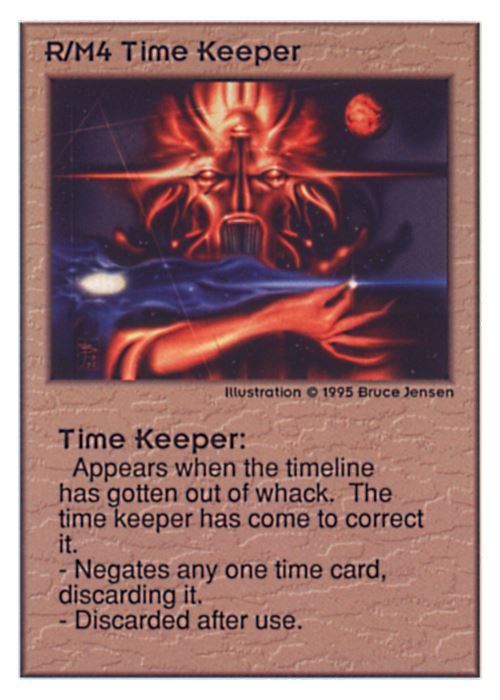 R/M4 Time Keeper
Illustration © 1995 Bruce Jensen
Time Keeper:
Appears when the timeline
has gotten out of whack. The
time keeper has come to correct
it.
- Negates any one time card,
discarding it.
- Discarded after use.